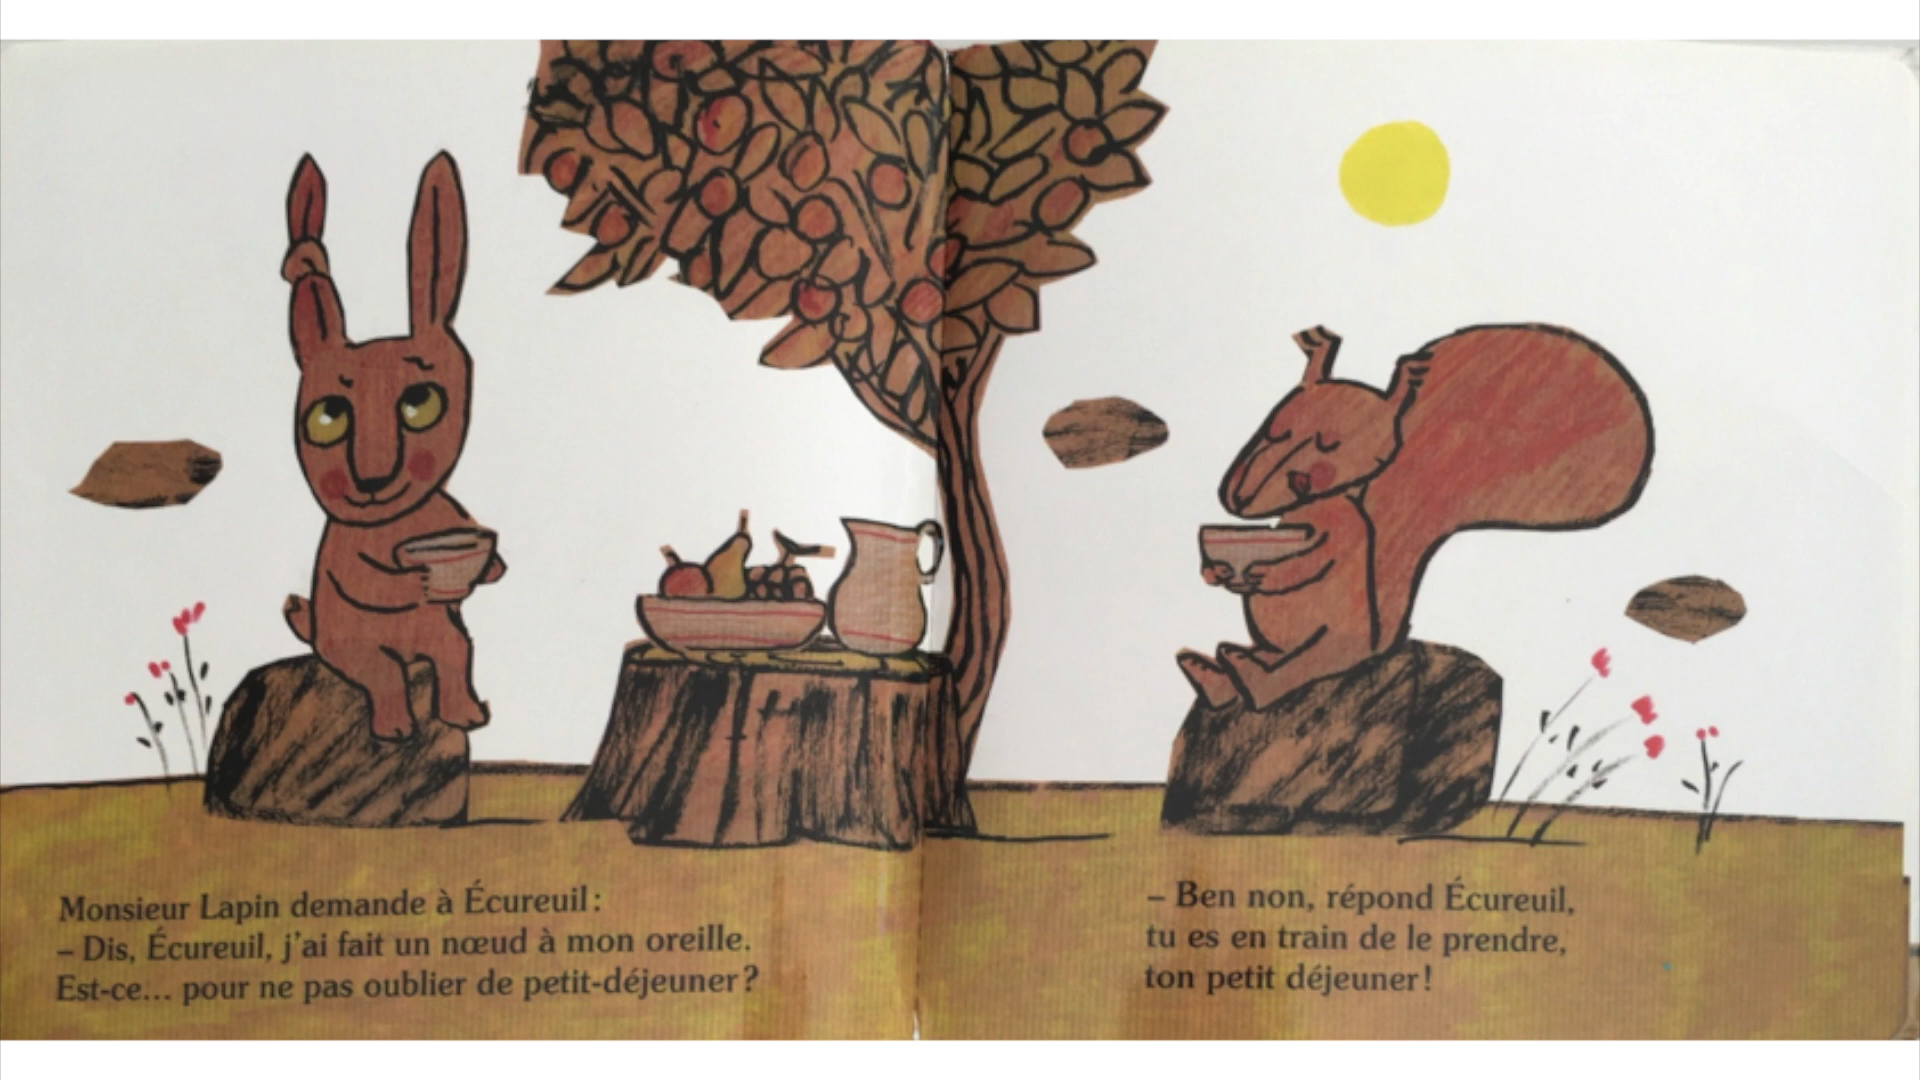 Monsieur Lapin demande à Écureuil :
– Dis, Écureuil, j'ai fait un nœud à mon oreille.
Est-ce... pour ne pas oublier de petit-déjeuner ?
– Ben non, répond Écureuil,
tu es en train de le prendre,
ton petit déjeuner !